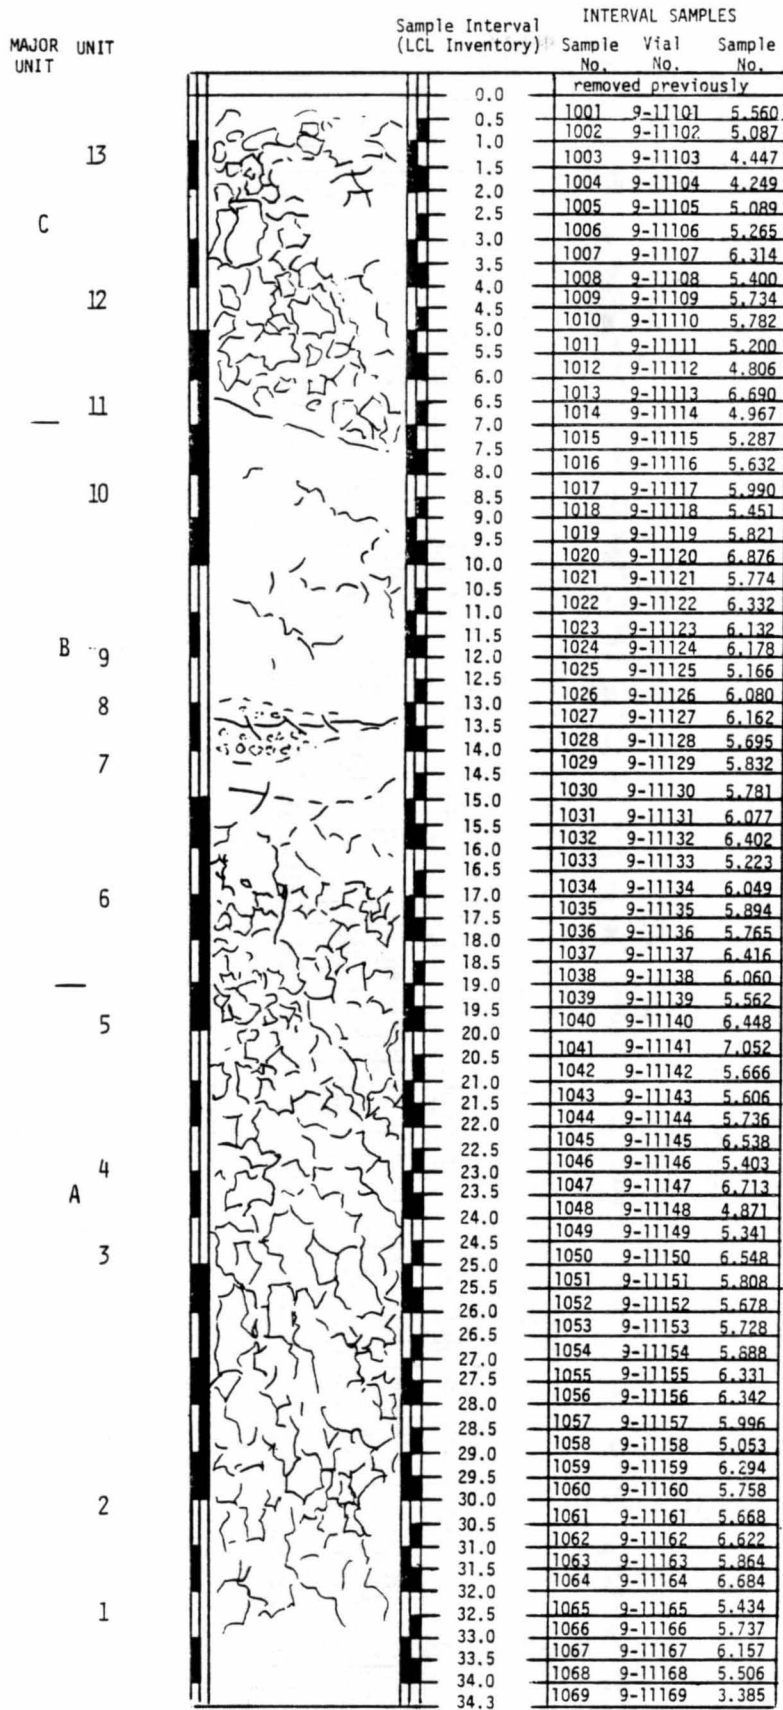 INTERVAL SAMPLES
Sample Interval
(LCL Inventory)
MAJOR UNIT
UNIT
Sample No. Vial No. Sample No.
removed previously
0.0
1001 9-11101 5.560
0.5
1002 9-11102 5.087
1.0
13
1003 9-11103 4.447
1.5
1004 9-11104 4.249
2.0
1005 9-11105 5.089
2.5
C
1006 9-11106 5.265
3.0
1007 9-11107 6.314
3.5
1008 9-11108 5.400
4.0
12
1009 9-11109 5.734
4.5
1010 9-11110 5.782
5.0
1011 9-11111 5.200
5.5
1012 9-11112 4.806
6.0
1013 9-11113 6.690
6.5
11
1014 9-11114 4.967
7.0
1015 9-11115 5.287
7.5
1016 9-11116 5.632
8.0
1017 9-11117 5.990
10
8.5
1018 9-11118 5.451
9.0
1019 9-11119 5.821
9.5
1020 9-11120 6.876
10.0
1021 9-11121 5.774
10.5
1022 9-11122 6.332
11.0
1023 9-11123 6.132
11.5
1024 9-11124 6.178
B 9
12.0
1025 9-11125 5.166
12.5
1026 9-11126 6.080
13.0
8
1027 9-11127 6.162
13.5
1028 9-11128 5.695
14.0
7
1029 9-11129 5.832
14.5
1030 9-11130 5.781
15.0
1031 9-11131 6.077
15.5
1032 9-11132 6.402
16.0
1033 9-11133 5.223
16.5
1034 9-11134 6.049
17.0
6
1035 9-11135 5.894
17.5
1036 9-11136 5.765
18.0
1037 9-11137 6.416
18.5
1038 9-11138 6.060
19.0
1039 9-11139 5.562
19.5
5
1040 9-11140 6.448
20.0
1041 9-11141 7.052
20.5
1042 9-11142 5.666
21.0
1043 9-11143 5.606
21.5
1044 9-11144 5.736
22.0
1045 9-11145 6.538
22.5
1046 9-11146 5.403
4
23.0
1047 9-11147 6.713
23.5
A
1048 9-11148 4.871
24.0
1049 9-11149 5.341
24.5
3
1050 9-11150 6.548
25.0
1051 9-11151 5.808
25.5
1052 9-11152 5.678
26.0
1053 9-11153 5.728
26.5
1054 9-11154 5.888
27.0
1055 9-11155 6.331
27.5
1056 9-11156 6.342
28.0
1057 9-11157 5.996
28.5
1058 9-11158 5.053
29.0
1059 9-11159 6.294
29.5
1060 9-11160 5.758
30.0
2
1061 9-11161 5.668
30.5
1062 9-11162 6.622
31.0
1063 9-11163 5.864
31.5
1064 9-11164 6.684
32.0
1065 9-11165 5.434
1
32.5
1066 9-11166 5.737
33.0
1067 9-11167 6.157
33.5
1068 9-11168 5.506
34.0
1069 9-11169 3.385
34.3